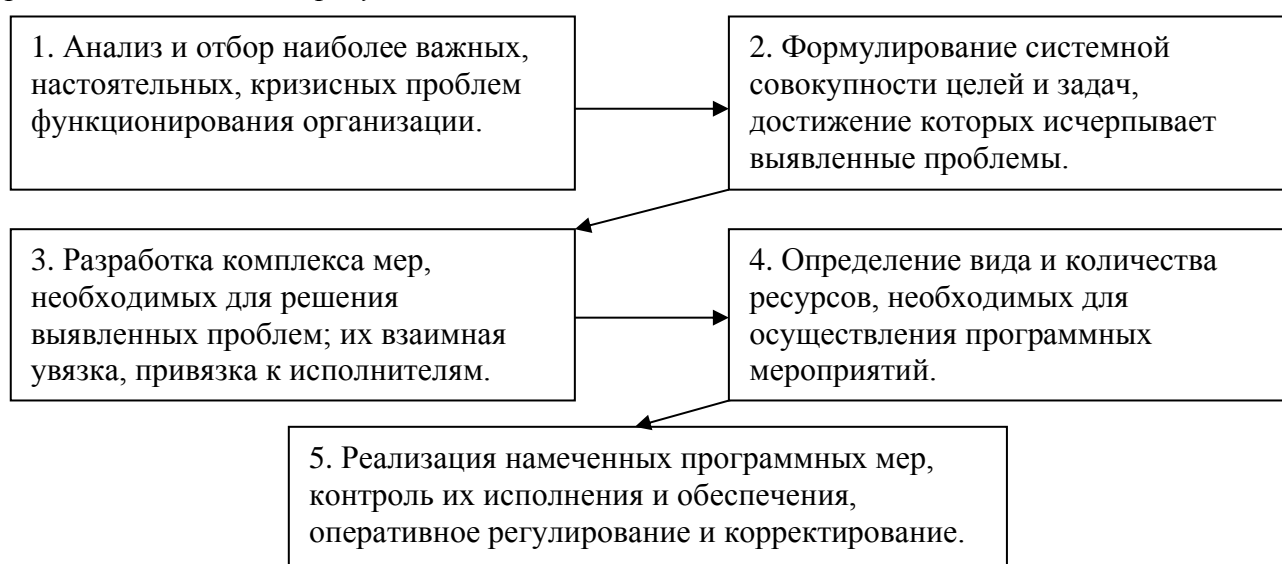 1. Анализ и отбор наиболее важных,
настоятельных, кризисных проблем
функционирования организации.
2. Формулирование системной
совокупности целей и задач,
достижение которых исчерпывает
выявленные проблемы.
3. Разработка комплекса мер,
необходимых для решения
выявленных проблем; их взаимная
увязка, привязка к исполнителям.
4. Определение вида и количества
ресурсов, необходимых для
осуществления программных
мероприятий.
5. Реализация намеченных программных мер,
контроль их исполнения и обеспечения,
оперативное регулирование и корректирование.